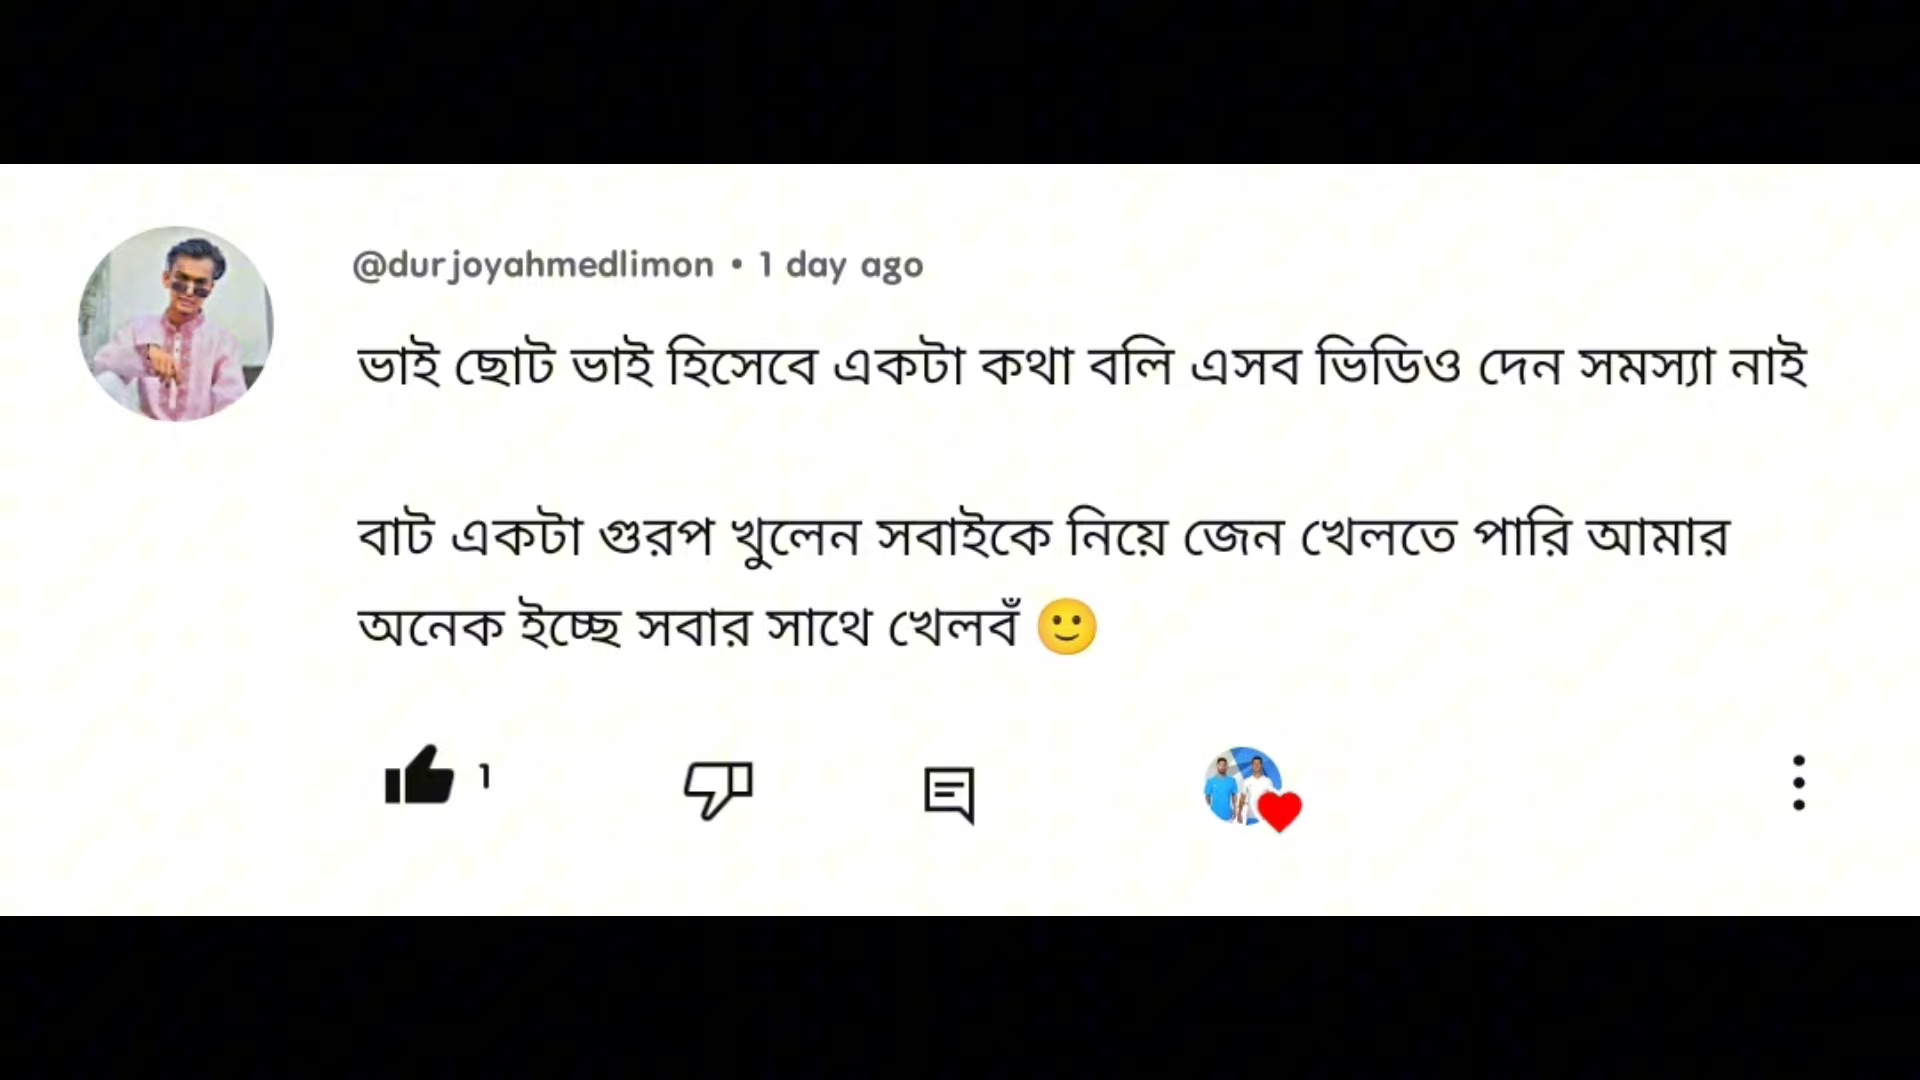 @durjoyahmedlimon • 1 day ago
ভাই ছোট ভাই হিসেবে একটা কথা বলি এসব ভিডিও দেন সমস্যা নাই
বাট একটা গুরপ খুলেন সবাইকে নিয়ে জেন খেলতে পারি আমার
অনেক ইচ্ছে সবার সাথে খেলবঁ 🙂
1